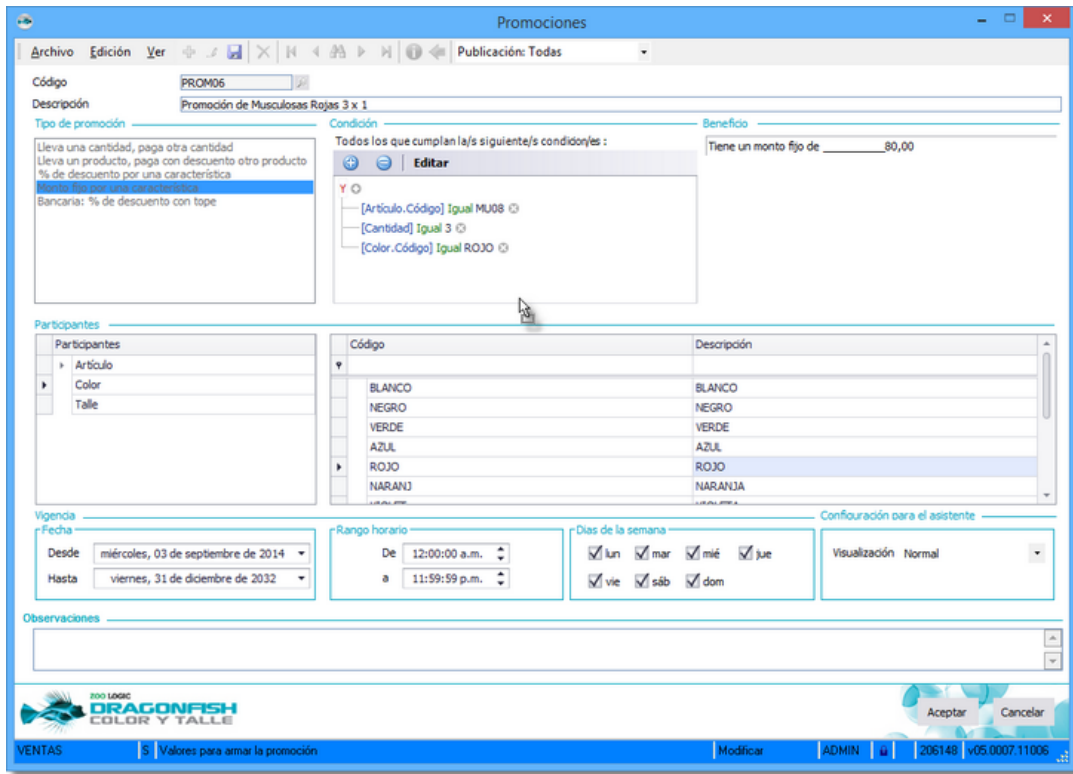 Promociones
Archivo Edición Ver Publicación: Todas
Código PROM06
Descripción Promoción de Musculosas Rojas 3 x 1
Tipo de promoción
Lleva una cantidad, paga otra cantidad
Lleva un producto, paga con descuento otro producto
% de descuento por una característica
Monto fijo por una característica
Bancaria: % de descuento con tope
Condición
Todos los que cumplan la/s siguiente/s condition/es :
Editar
Y
[Artículo.Código] Igual MU08
[Cantidad] Igual 3
[Color.Código] Igual ROJO
Beneficio
Tiene un monto fijo de __________80,00
Participantes
Participantes
Artículo
Color
Talle
Código Descripción
BLANCO BLANCO
NEGRO NEGRO
VERDE VERDE
AZUL AZUL
ROJO ROJO
NARANJ NARANJA
Vigencia
Fecha
Desde miércoles, 03 de septiembre de 2014
Hasta viernes, 31 de diciembre de 2032
Rango horario
De 12:00:00 a.m.
a 11:59:59 p.m.
Dias de la semana
lun mar mié jue
vie sáb dom
Configuración para el asistente
Visualización Normal
Observaciones
ZOO LOGIC
DRAGONFISH
COLOR Y TALLE
Aceptar Cancelar
VENTAS S Valores para armar la promoción Modificar ADMIN 206148 v05.0007.11006